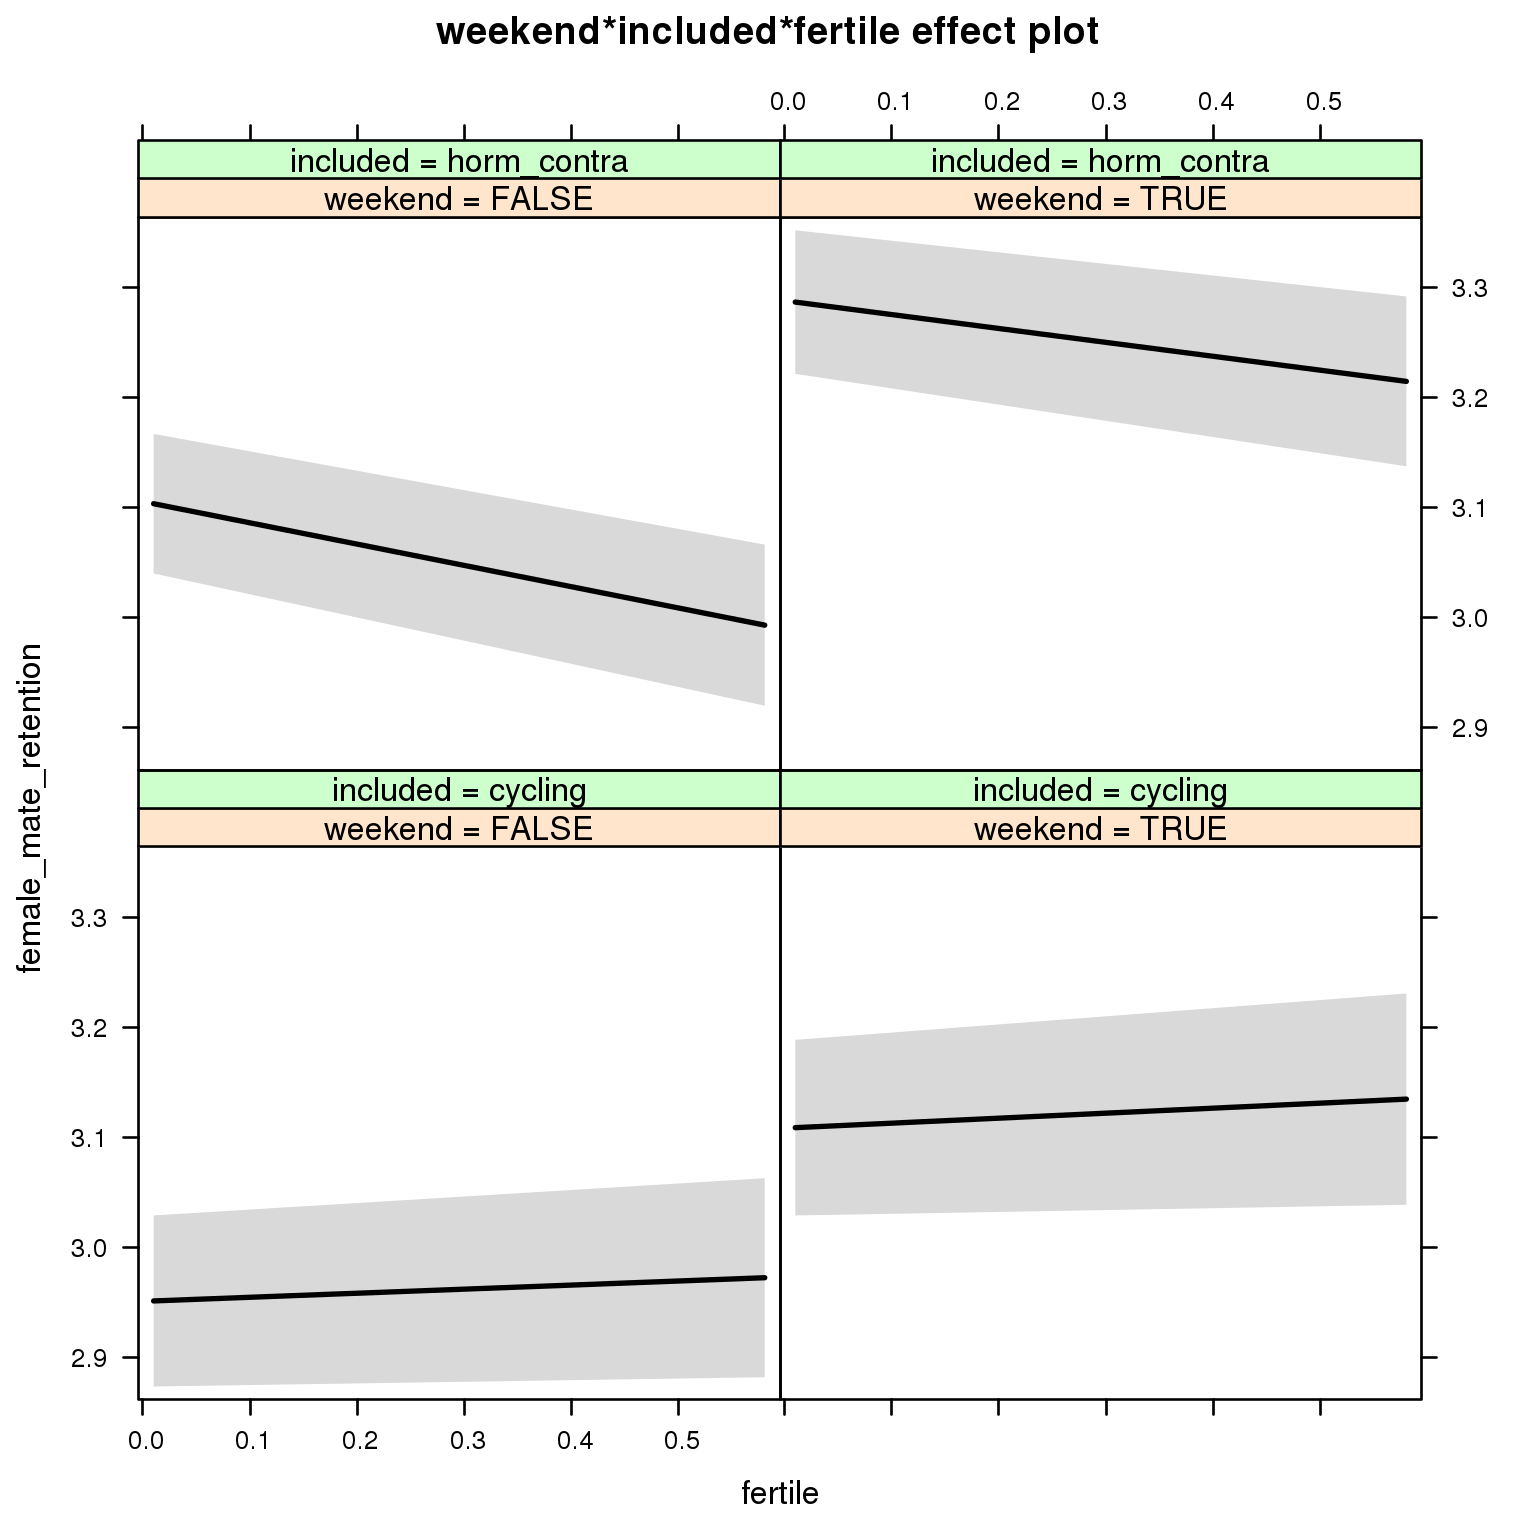 weekend*included*fertile effect plot
0.0 0.1 0.2 0.3 0.4 0.5
included = horm_contra included = horm_contra
weekend = FALSE weekend = TRUE
3.3
3.2
3.1
3.0
2.9
included = cycling included = cycling
weekend = FALSE weekend = TRUE
female_mate_retention
3.3
3.2
3.1
3.0
2.9
0.0 0.1 0.2 0.3 0.4 0.5
fertile